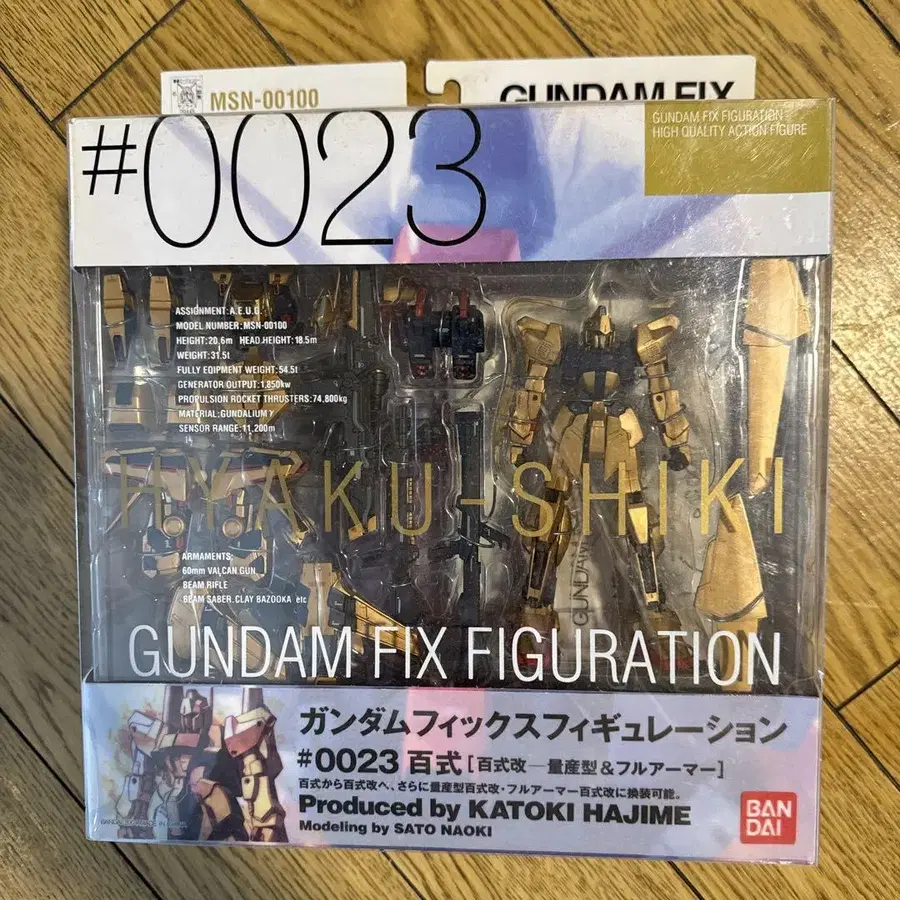 MSN-00100
GUNDAM FIX
#0023
GUNDAM FIX FIGURATION
HIGH QUALITY ACTION FIGURE
ASSIGNMENT:A.E.U.G.
MODEL NUMBER:MSN-00100
HEIGHT:20.6m HEAD HEIGHT:18.5m
WEIGHT:31.5t
FULLY EQIPMENT WEIGHT:54.5t
GENERATOR OUTPUT:1,850kw
PROPULSION ROCKET THRUSTERS:74,800kg
MATERIAL:GUNDALIUM γ
SENSOR RANGE:11,200m
HYAKU-SHIKI
ARMAMENTS:
60mm VALCAN GUN,
BEAM RIFLE
BEAM SABER,CLAY BAZOOKA etc
GUNDAM FIX FIGURATION
ガンダムフィックスフィギュレーション
#0023 百式[百式改―量産型&フルアーマー]
百式から百式改へ、さらに量産型百式改・フルアーマー百式改に換装可能。
Produced by KATOKI HAJIME
Modeling by SATO NAOKI
BAN
DAI